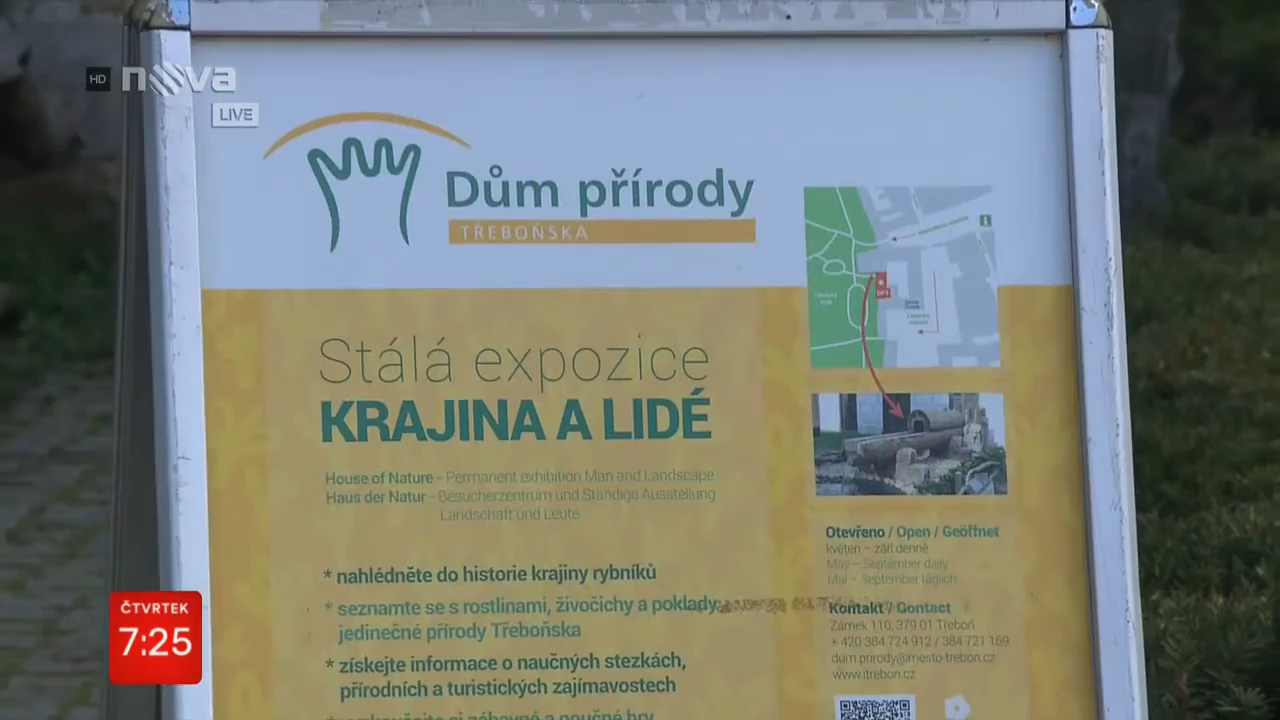 HD nova
LIVE
Dům přírody
TŘEBOŇSKA
Stálá expozice
KRAJINA A LIDÉ
House of Nature – Permanent exhibition Man and Landscape
Haus der Natur – Besucherzentrum und Ständige Ausstellung
Landschaft und Leute
* nahlédněte do historie krajiny rybníků
* seznamte se s rostlinami, živočichy a poklady
jedinečné přírody Třeboňska
* získejte informace o naučných stezkách,
přírodních a turistických zajímavostech
Otevřeno / Open / Geöffnet
květen – září denně
May – September daily
Mai – September täglich
Kontakt / Contact
Zámek 110, 379 01 Třeboň
+ 420 384 724 912 / 384 721 169
dum.prirody@mesto-trebon.cz
www.itrebon.cz
ČTVRTEK
7:25